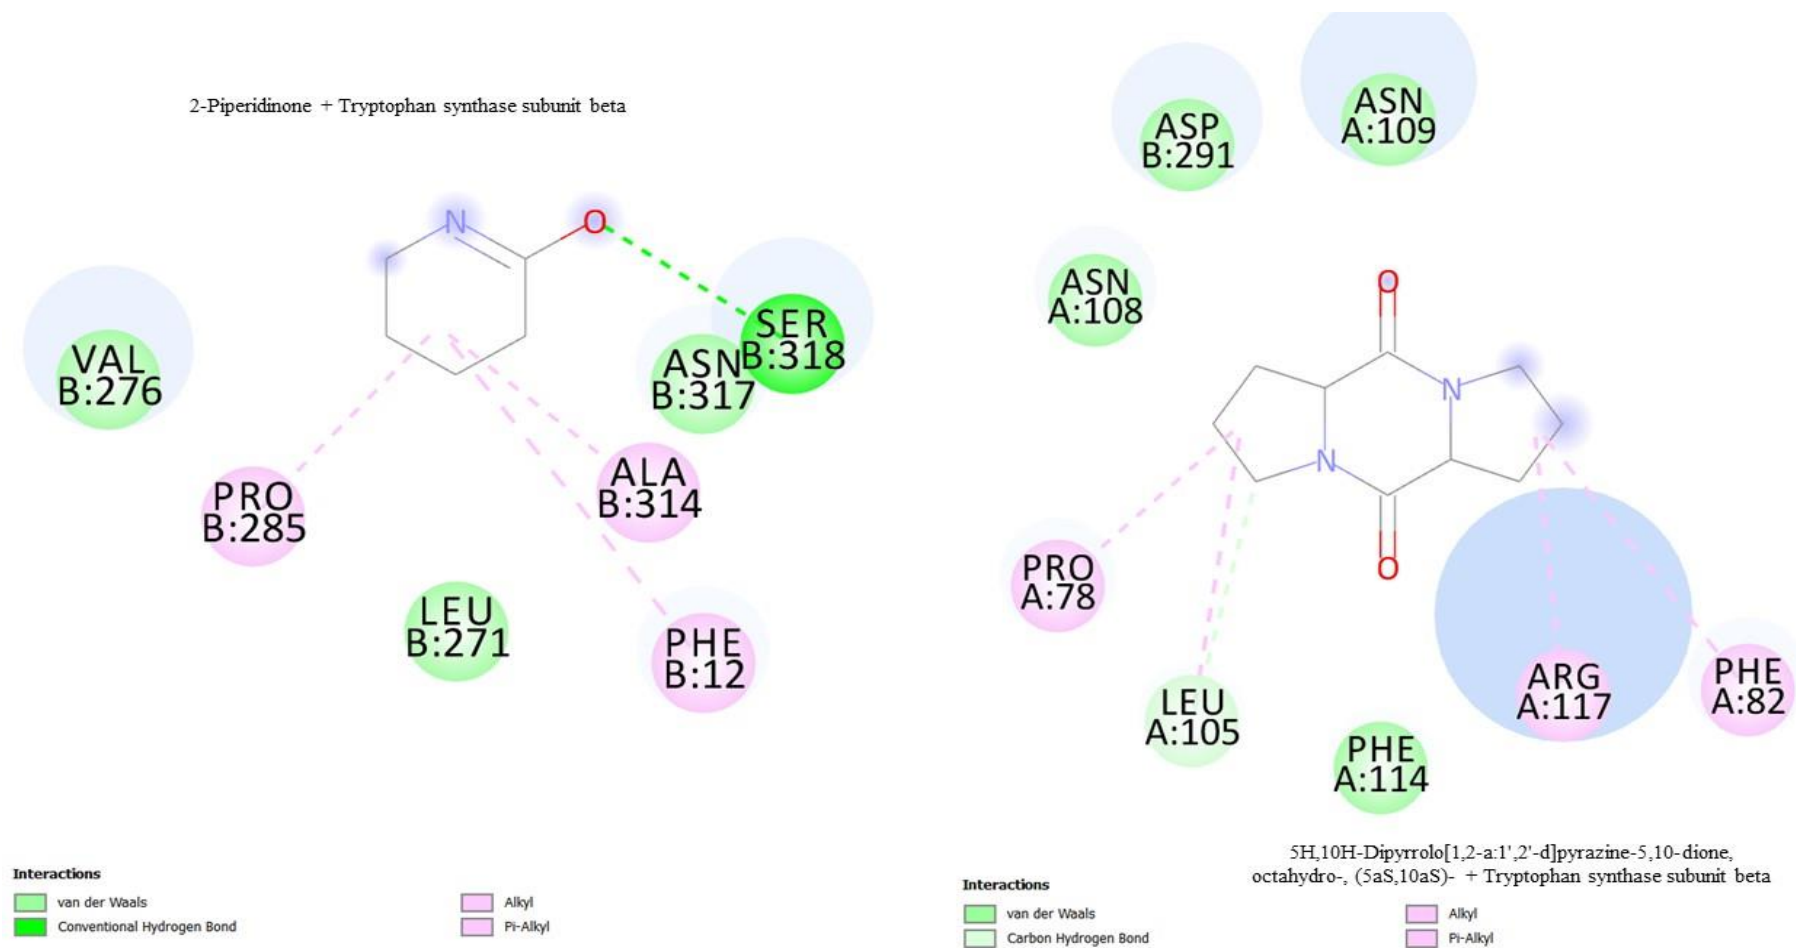 2-Piperidinone + Tryptophan synthase subunit beta
N
O
VAL
B:276
SER
B:318
ASN
B:317
PRO
B:285
ALA
B:314
LEU
B:271
PHE
B:12
Interactions
van der Waals
Conventional Hydrogen Bond
Alkyl
Pi-Alkyl
ASP
B:291
ASN
A:109
ASN
A:108
O
N
N
O
PRO
A:78
LEU
A:105
PHE
A:114
ARG
A:117
PHE
A:82
5H,10H-Dipyrrolo[1,2-a:1',2'-d]pyrazine-5,10-dione,
octahydro-, (5aS,10aS)- + Tryptophan synthase subunit beta
Interactions
van der Waals
Carbon Hydrogen Bond
Alkyl
Pi-Alkyl